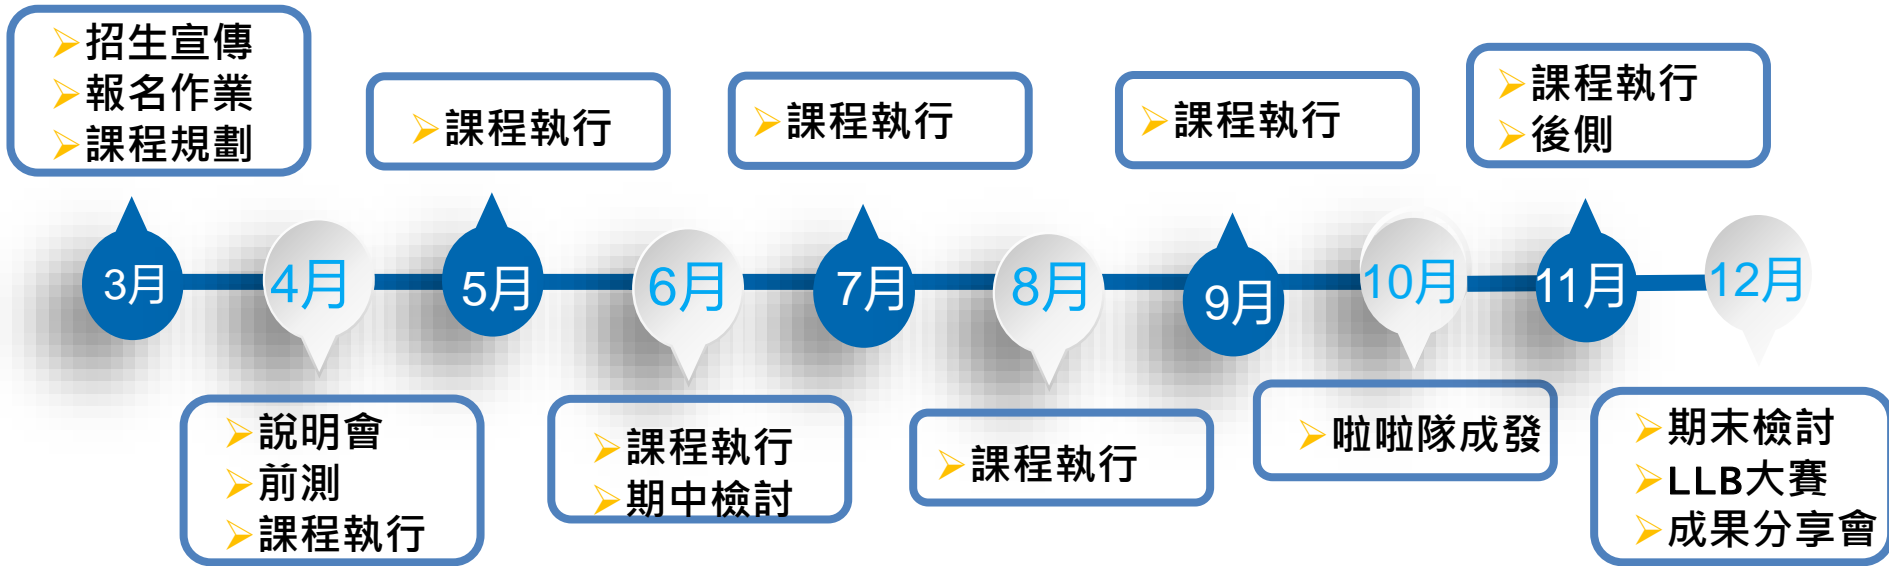 招生宣傳
報名作業
課程規劃
課程執行
課程執行
課程執行
課程執行
後側
3月
4月
5月
6月
7月
8月
9月
10月
11月
12月
說明會
前測
課程執行
課程執行
期中檢討
課程執行
啦啦隊成發
期末檢討
LLB大賽
成果分享會